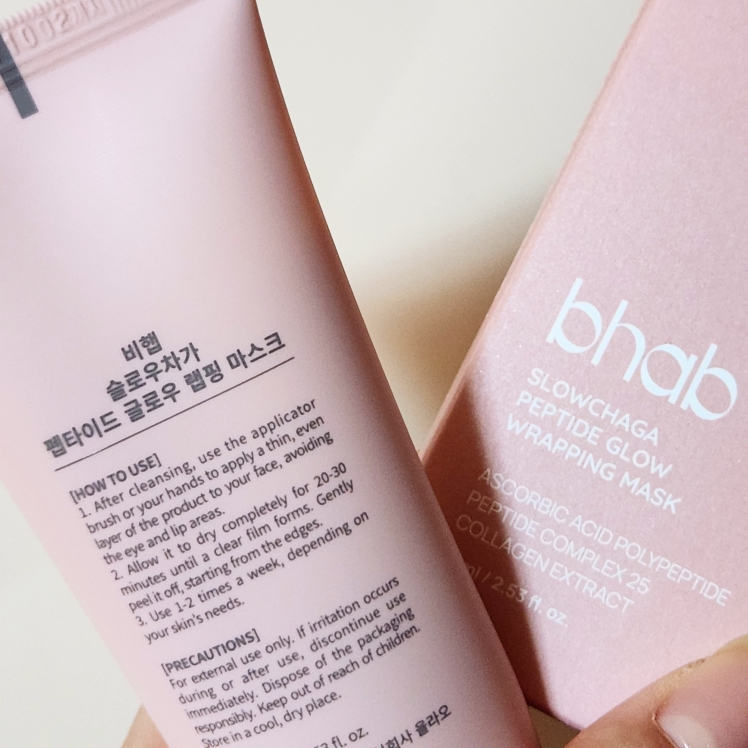 비햅
슬로우차가
펩타이드 글로우 랩핑 마스크
[HOW TO USE]
1. After cleansing, use the applicator
brush or your hands to apply a thin, even
layer of the product to your face, avoiding
the eye and lip areas.
2. Allow it to dry completely for 20-30
minutes until a clear film forms. Gently
peel it off, starting from the edges.
3. Use 1-2 times a week, depending on
your skin's needs.
[PRECAUTIONS]
For external use only. If irritation occurs
during or after use, discontinue use
immediately. Dispose of the packaging
responsibly. Keep out of reach of children.
Store in a cool, dry place.
fl. oz.
울라오
bhab
SLOWCHAGA
PEPTIDE GLOW
WRAPPING MASK
ASCORBIC ACID POLYPEPTIDE
PEPTIDE COMPLEX 25
COLLAGEN EXTRACT
/ 2.53 fl. oz.